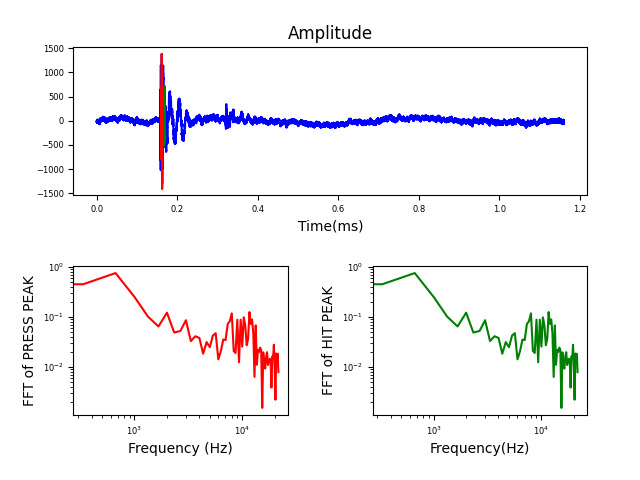 Amplitude
1500
1000
500
0
−500
−1000
−1500
0.0 0.2 0.4 0.6 0.8 1.0 1.2
Time(ms)
FFT of PRESS PEAK
10⁰
10⁻¹
10⁻²
10³ 10⁴
Frequency (Hz)
FFT of HIT PEAK
10⁰
10⁻¹
10⁻²
10³ 10⁴
Frequency(Hz)